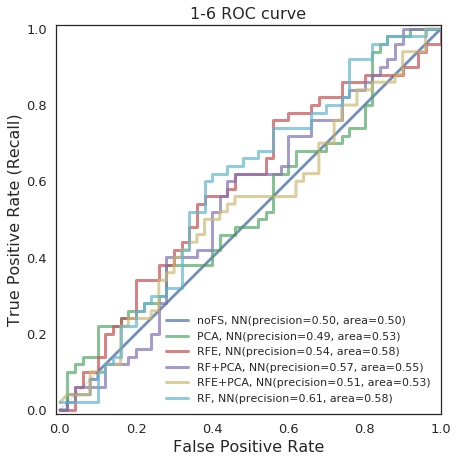 1-6 ROC curve
True Positive Rate (Recall)
1.0
0.8
0.6
0.4
0.2
0.0
noFS, NN(precision=0.50, area=0.50)
PCA, NN(precision=0.49, area=0.53)
RFE, NN(precision=0.54, area=0.58)
RF+PCA, NN(precision=0.57, area=0.55)
RFE+PCA, NN(precision=0.51, area=0.53)
RF, NN(precision=0.61, area=0.58)
0.0 0.2 0.4 0.6 0.8 1.0
False Positive Rate